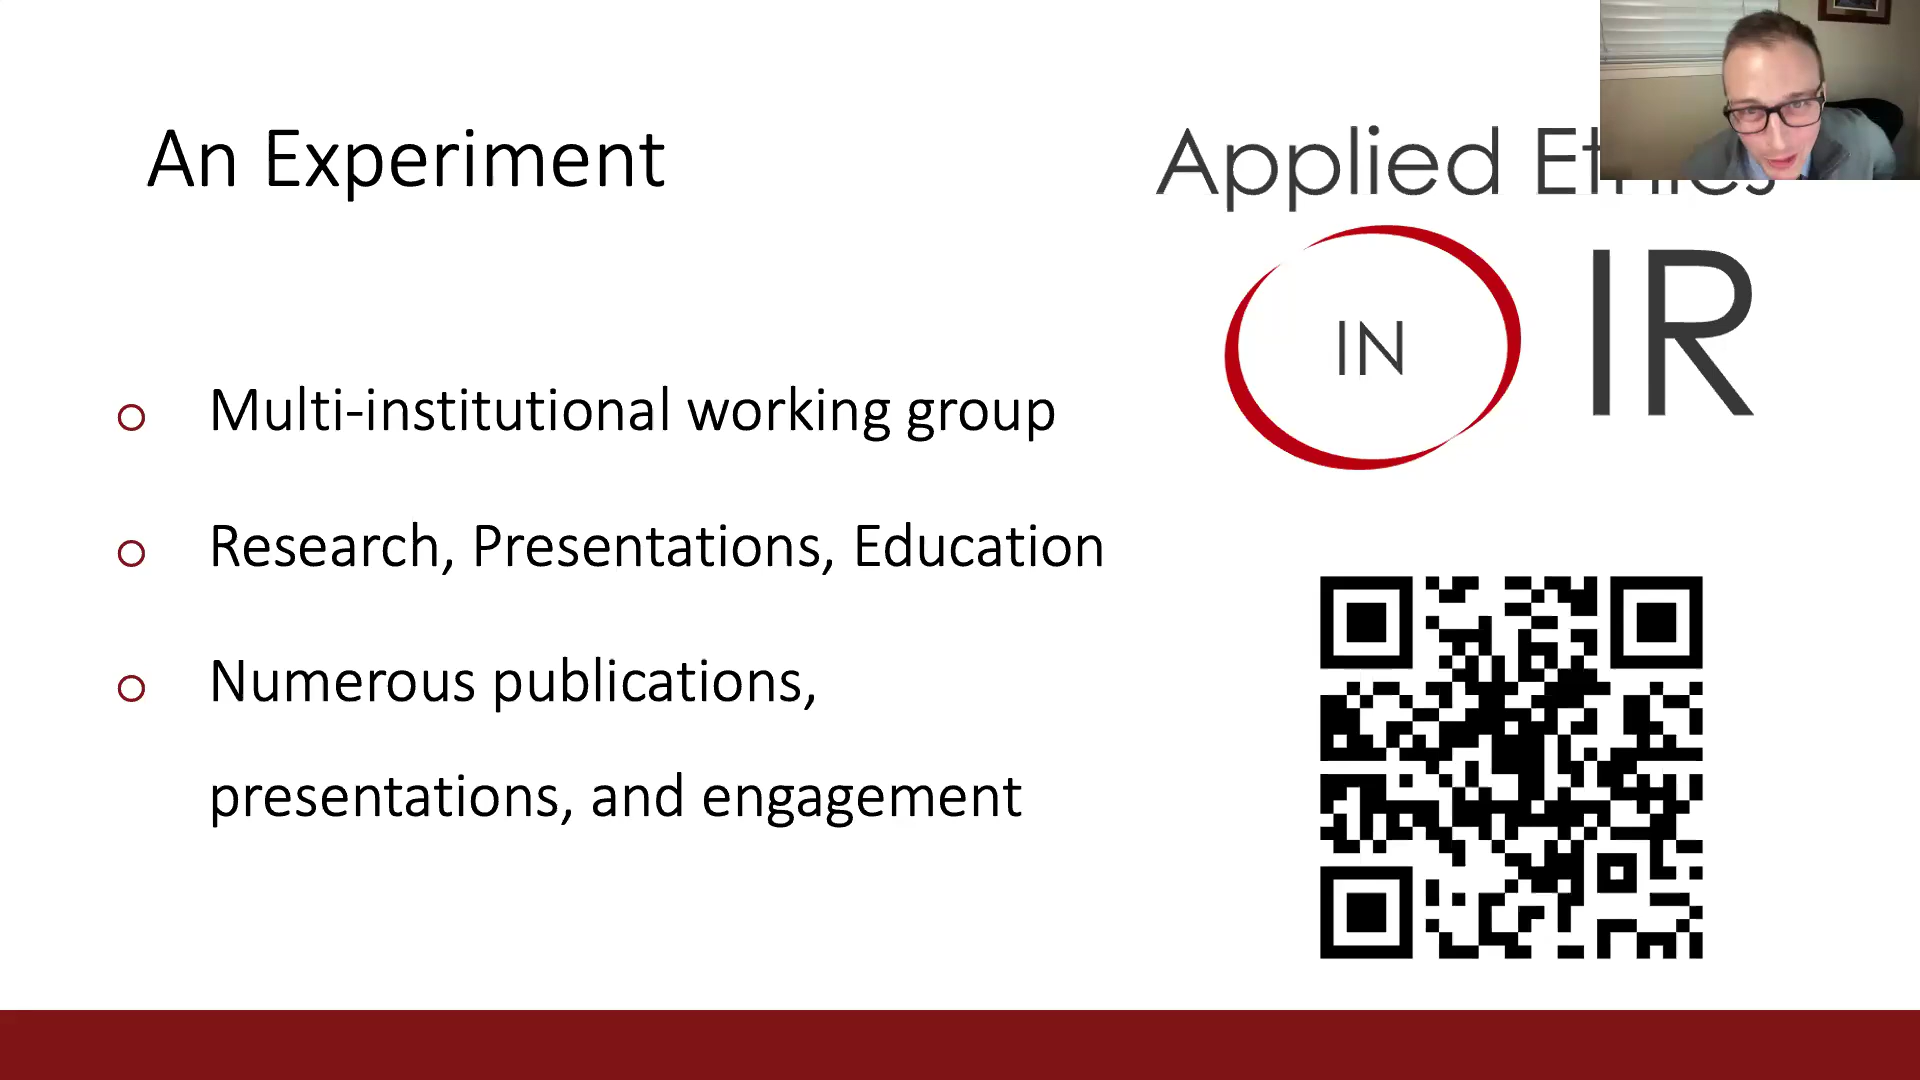 An Experiment
Applied Ethics
IN IR
Multi-institutional working group
Research, Presentations, Education
Numerous publications,
presentations, and engagement